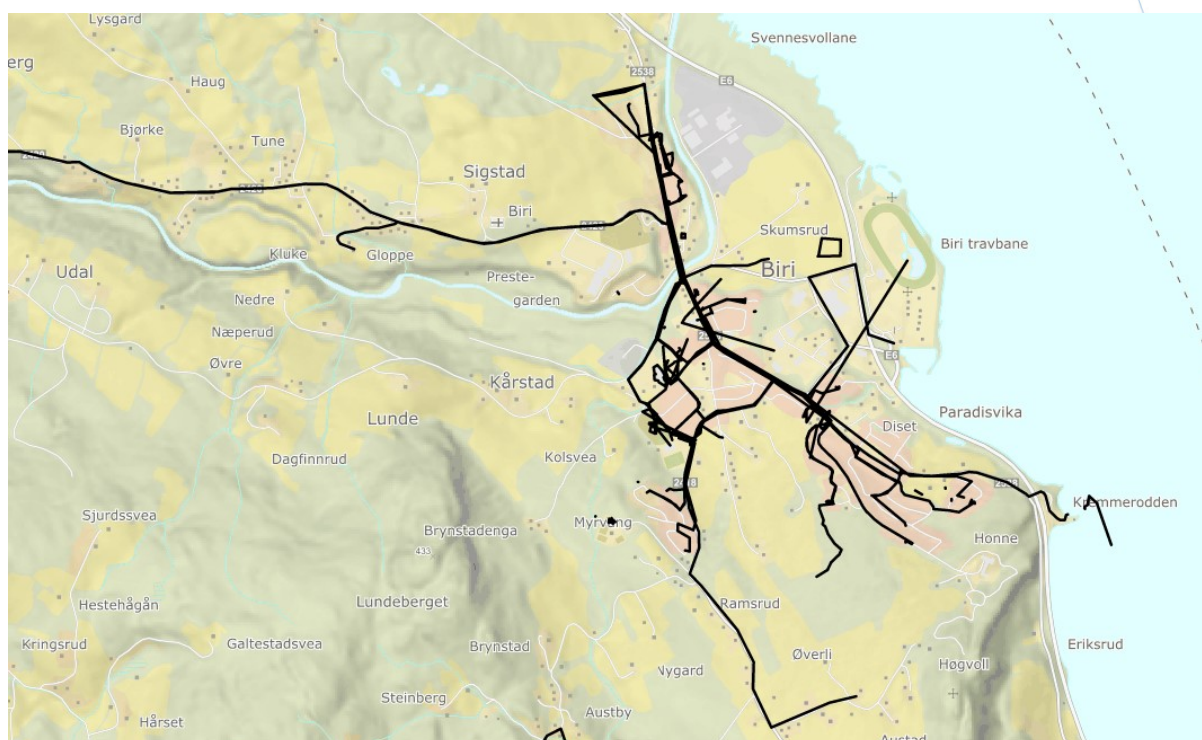 Lysgard
Svennesvollane
erg
2538
E6
Haug
Bjørke
Tune
Sigstad
Biri
Skumsrud
Biri travbane
Kluke
Gloppe
Preste-
garden
Biri
Udal
Nedre
Næperud
Øvre
Kårstad
E6
Lunde
Paradisvika
Diset
Dagfinnrud
Kolsvea
2418
2538
Kremmerodden
Sjurdssvea
Brynstadenga
Myrvang
Honne
433
Hestehågån
Lundeberget
Ramsrud
Kringsrud
Galtestadsvea
Brynstad
Øverli
Eriksrud
Nygard
Høgvoll
Steinberg
Hårset
Austby
Austad